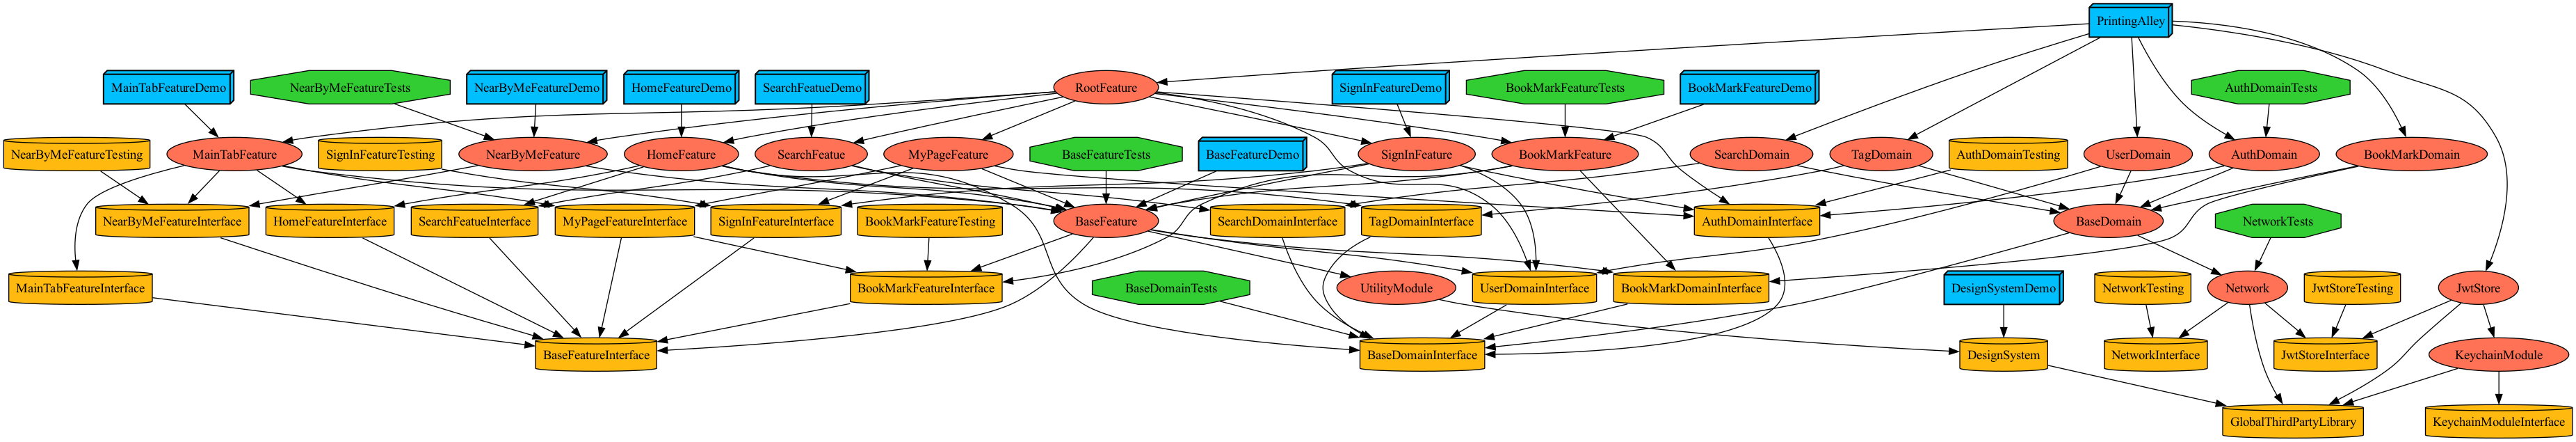 PrintingAlley
MainTabFeatureDemo
NearByMeFeatureTests
NearByMeFeatureDemo
HomeFeatureDemo
SearchFeatueDemo
RootFeature
SignInFeatureDemo
BookMarkFeatureTests
BookMarkFeatureDemo
AuthDomainTests
NearByMeFeatureTesting
MainTabFeature
SignInFeatureTesting
NearByMeFeature
HomeFeature
SearchFeatue
MyPageFeature
BaseFeatureTests
BaseFeatureDemo
SignInFeature
BookMarkFeature
SearchDomain
TagDomain
AuthDomainTesting
UserDomain
AuthDomain
BookMarkDomain
NearByMeFeatureInterface
HomeFeatureInterface
SearchFeatueInterface
MyPageFeatureInterface
SignInFeatureInterface
BookMarkFeatureTesting
BaseFeature
SearchDomainInterface
TagDomainInterface
AuthDomainInterface
BaseDomain
NetworkTests
MainTabFeatureInterface
BookMarkFeatureInterface
BaseDomainTests
UtilityModule
UserDomainInterface
BookMarkDomainInterface
DesignSystemDemo
NetworkTesting
Network
JwtStoreTesting
JwtStore
BaseFeatureInterface
BaseDomainInterface
DesignSystem
NetworkInterface
JwtStoreInterface
KeychainModule
GlobalThirdPartyLibrary
KeychainModuleInterface